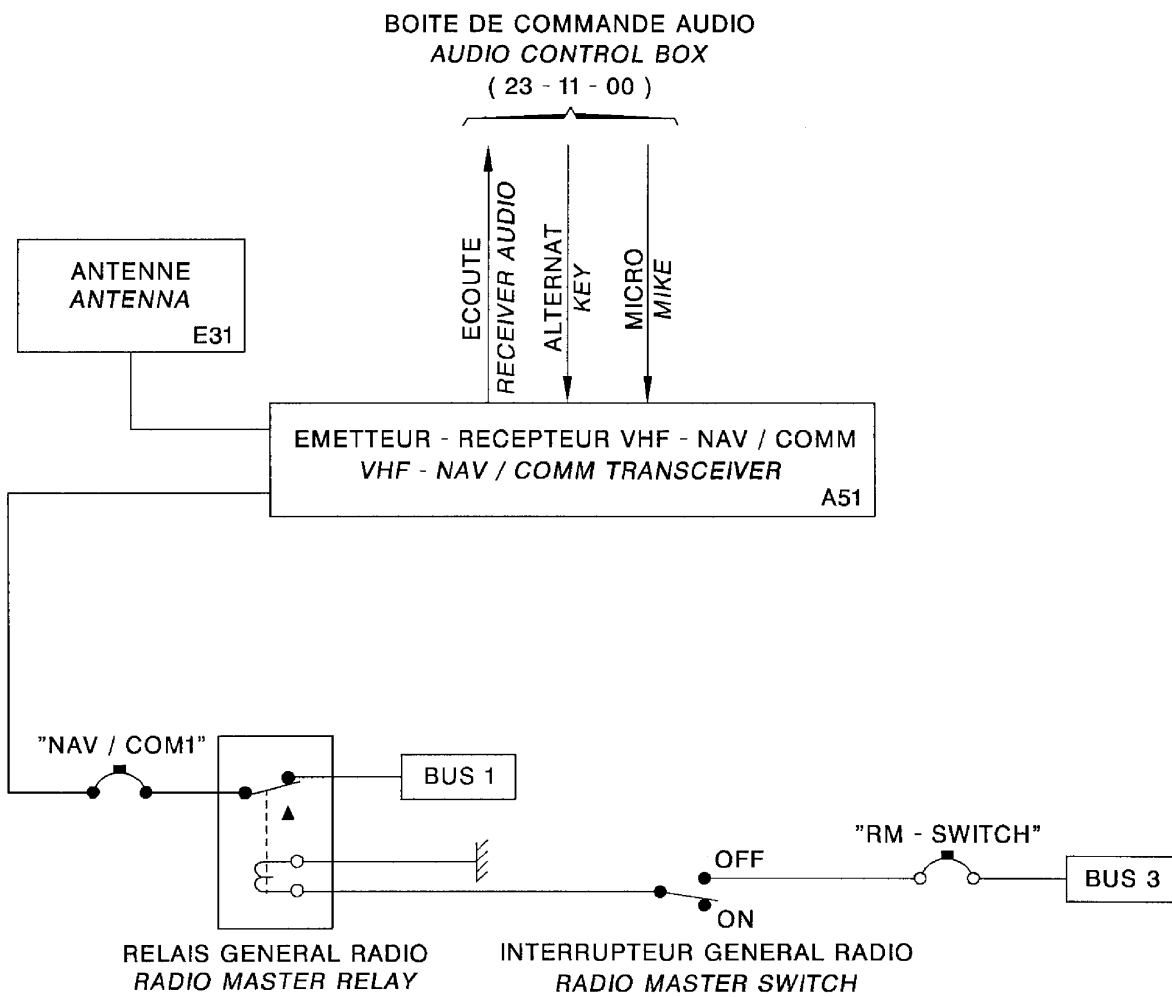 BOITE DE COMMANDE AUDIO
AUDIO CONTROL BOX
( 23 - 11 - 00 )
ECOUTE
RECEIVER AUDIO
ALTERNAT
KEY
MICRO
MIKE
ANTENNE
ANTENNA
E31
EMETTEUR - RECEPTEUR VHF - NAV / COMM
VHF - NAV / COMM TRANSCEIVER
A51
"NAV / COM1"
BUS 1
"RM - SWITCH"
OFF
BUS 3
ON
RELAIS GENERAL RADIO
RADIO MASTER RELAY
INTERRUPTEUR GENERAL RADIO
RADIO MASTER SWITCH